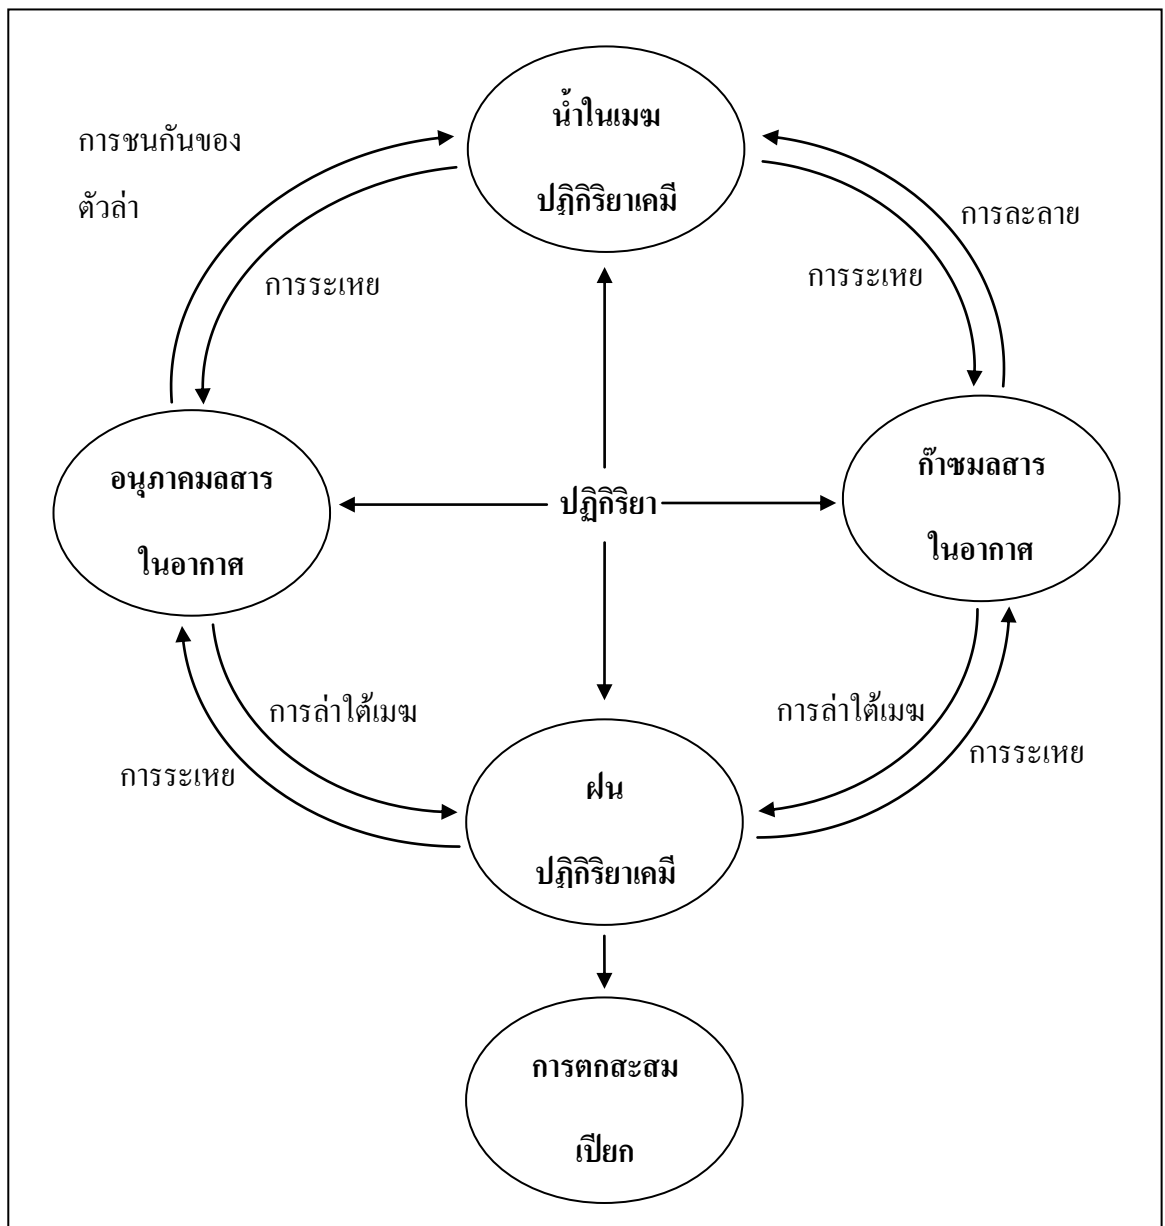 น้ำในเมฆ
ปฏิกิริยาเคมี
การชนกันของ
ตัวล่า
การละลาย
การระเหย
การระเหย
อนุภาคมลสาร
ในอากาศ
ปฏิกิริยา
ก๊าซมลสาร
ในอากาศ
การล่าใต้เมฆ
การระเหย
การล่าใต้เมฆ
การระเหย
ฝน
ปฏิกิริยาเคมี
การตกสะสม
เปียก